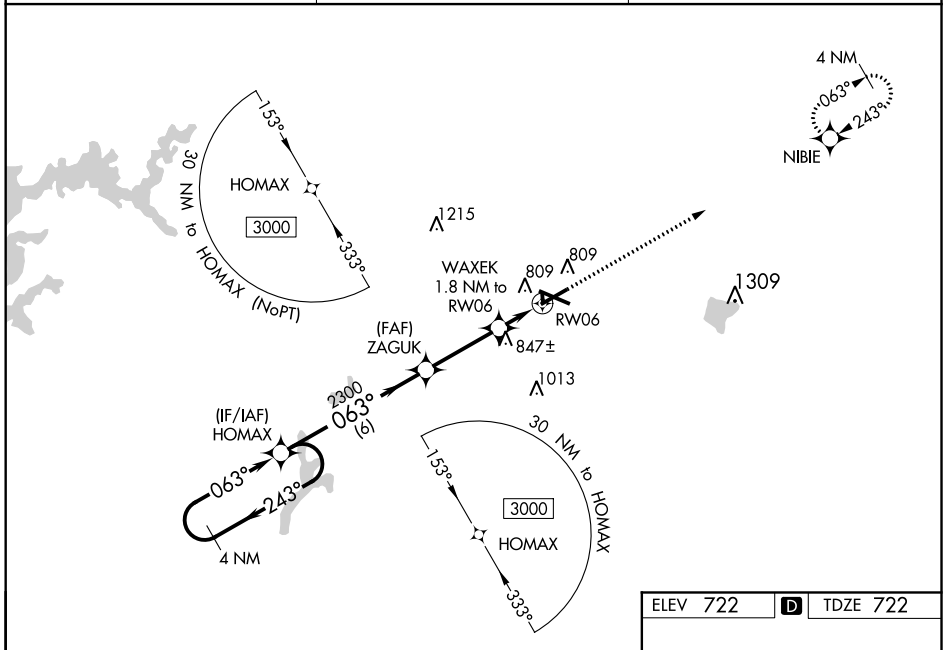 4 NM
063°
243°
NIBIE
153°
HOMAX
3000
333°
30 NM to HOMAX (NoPT)
1215
WAXEK
1.8 NM to
RW06
809
809
1309
RW06
847±
(FAF)
ZAGUK
1013
2300
063°
(6)
(IF/IAF)
HOMAX
063°
243°
4 NM
30 NM to HOMAX
153°
3000
HOMAX
333°
ELEV 722 D TDZE 722